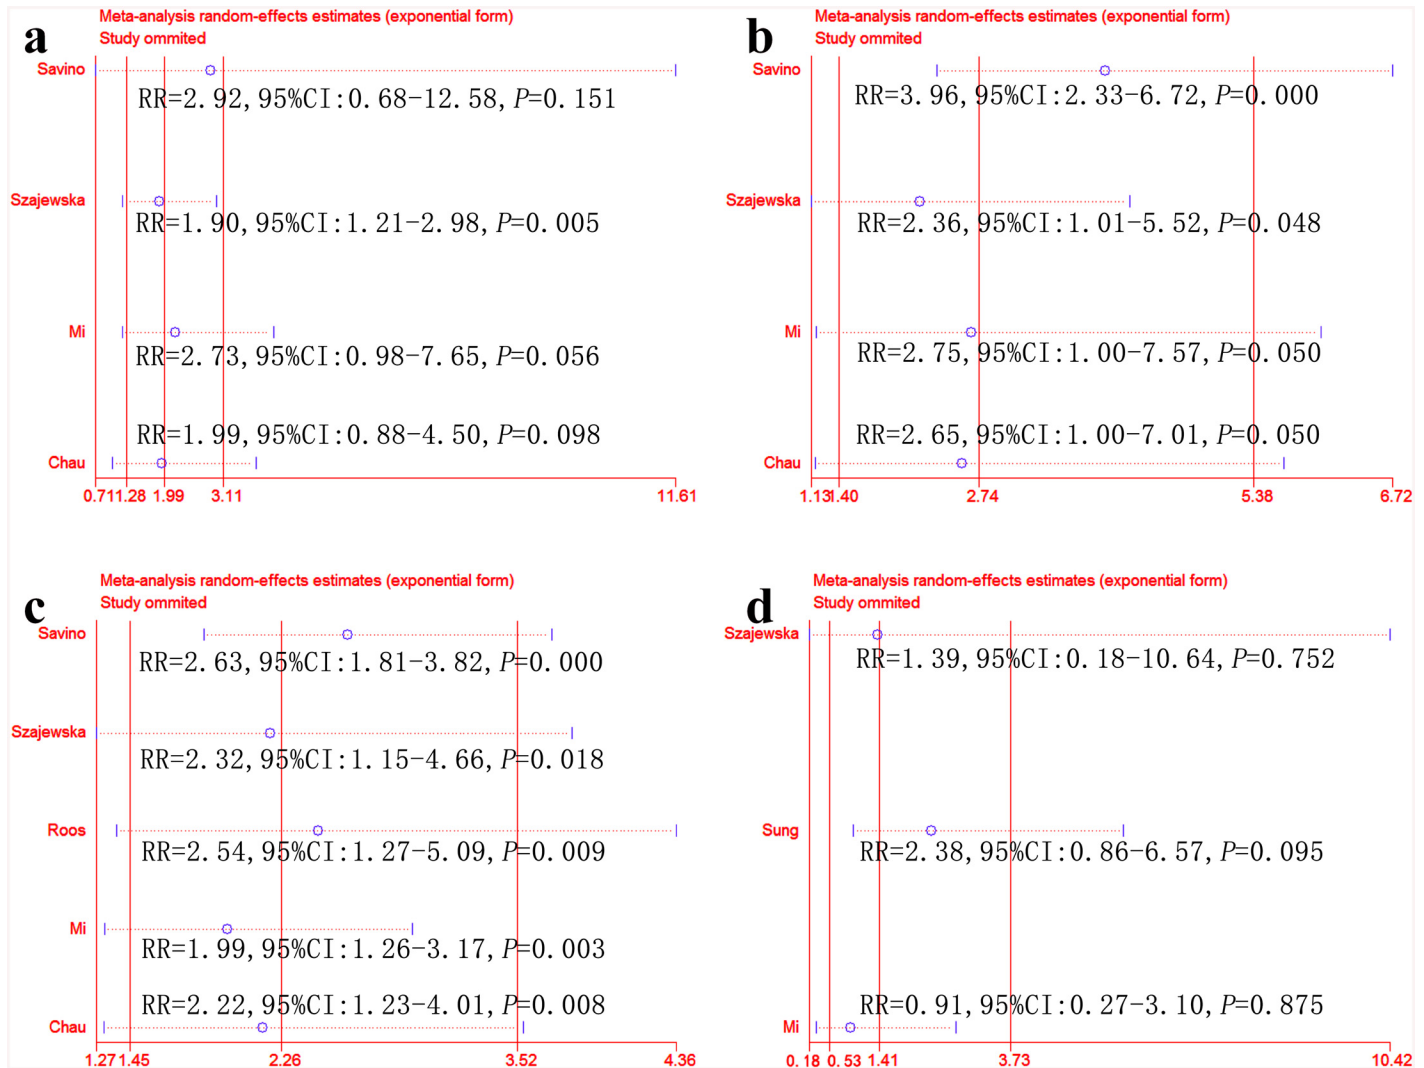 a
Meta-analysis random-effects estimates (exponential form)
Study ommited
Savino
RR=2.92, 95%CI:0.68-12.58, P=0.151
Szajewska
RR=1.90, 95%CI:1.21-2.98, P=0.005
Mi
RR=2.73, 95%CI:0.98-7.65, P=0.056
RR=1.99, 95%CI:0.88-4.50, P=0.098
Chau
0.71 1.28 1.99 3.11 11.61
b
Meta-analysis random-effects estimates (exponential form)
Study ommited
Savino
RR=3.96, 95%CI:2.33-6.72, P=0.000
Szajewska
RR=2.36, 95%CI:1.01-5.52, P=0.048
Mi
RR=2.75, 95%CI:1.00-7.57, P=0.050
RR=2.65, 95%CI:1.00-7.01, P=0.050
Chau
1.13 1.40 2.74 5.38 6.72
c
Meta-analysis random-effects estimates (exponential form)
Study ommited
Savino
RR=2.63, 95%CI:1.81-3.82, P=0.000
Szajewska
RR=2.32, 95%CI:1.15-4.66, P=0.018
Roos
RR=2.54, 95%CI:1.27-5.09, P=0.009
Mi
RR=1.99, 95%CI:1.26-3.17, P=0.003
RR=2.22, 95%CI:1.23-4.01, P=0.008
Chau
1.27 1.45 2.26 3.52 4.36
d
Meta-analysis random-effects estimates (exponential form)
Study ommited
Szajewska
RR=1.39, 95%CI:0.18-10.64, P=0.752
Sung
RR=2.38, 95%CI:0.86-6.57, P=0.095
RR=0.91, 95%CI:0.27-3.10, P=0.875
Mi
0.18 0.53 1.41 3.73 10.42